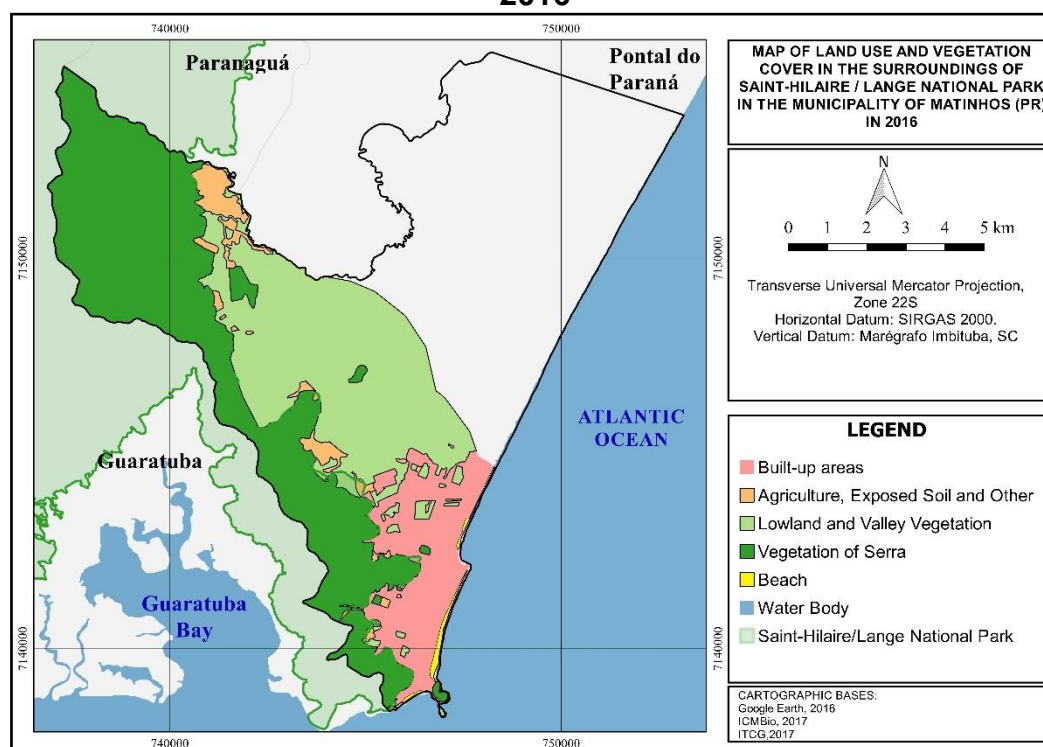 2016
740000
750000
Paranaguá
Pontal do
Paraná
7150000
7150000
Guaratuba
ATLANTIC
OCEAN
Guaratuba
Bay
7140000
7140000
740000
750000
MAP OF LAND USE AND VEGETATION
COVER IN THE SURROUNDINGS OF
SAINT-HILAIRE / LANGE NATIONAL PARK
IN THE MUNICIPALITY OF MATINHOS (PR)
IN 2016
N
0 1 2 3 4 5 km
Transverse Universal Mercator Projection,
Zone 22S
Horizontal Datum: SIRGAS 2000.
Vertical Datum: Marégrafo Imbituba, SC
LEGEND
Built-up areas
Agriculture, Exposed Soil and Other
Lowland and Valley Vegetation
Vegetation of Serra
Beach
Water Body
Saint-Hilaire/Lange National Park
CARTOGRAPHIC BASES:
Google Earth, 2016
ICMBio, 2017
ITCG,2017